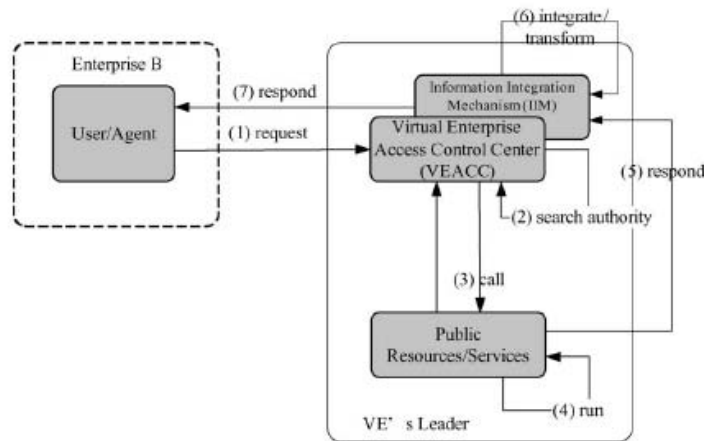 (6) integrate/
transform
Enterprise B
(7) respond
Information Integration
Mechanism (IIM)
User/Agent
(1) request
Virtual Enterprise
Access Control Center
(VEACC)
(5) respond
(2) search authority
(3) call
Public
Resources/Services
(4) run
VE’ s Leader